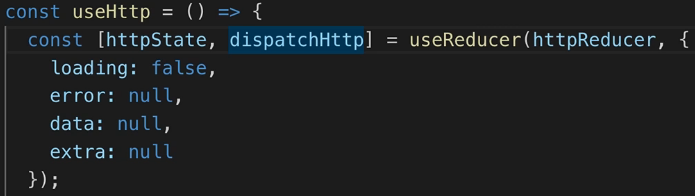 const useHttp = () => {
  const [httpState, dispatchHttp] = useReducer(httpReducer, {
    loading: false,
    error: null,
    data: null,
    extra: null
  });